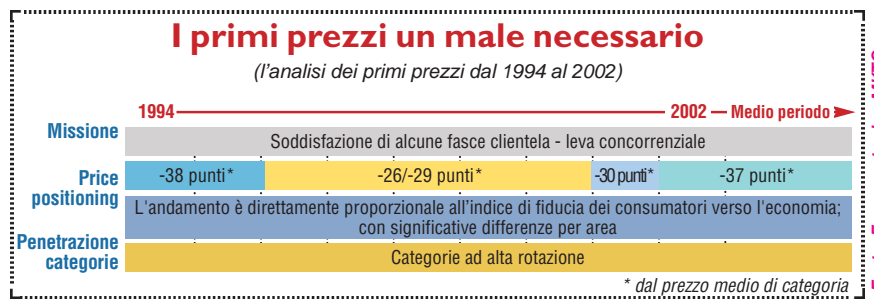 I primi prezzi un male necessario
(l'analisi dei primi prezzi dal 1994 al 2002)
1994 2002 Medio periodo
Missione
Soddisfazione di alcune fasce clientela - leva concorrenziale
Price positioning
-38 punti* -26/-29 punti* -30 punti* -37 punti*
L'andamento è direttamente proporzionale all'indice di fiducia dei consumatori verso l'economia;
con significative differenze per area
Penetrazione
categorie
Categorie ad alta rotazione
* dal prezzo medio di categoria